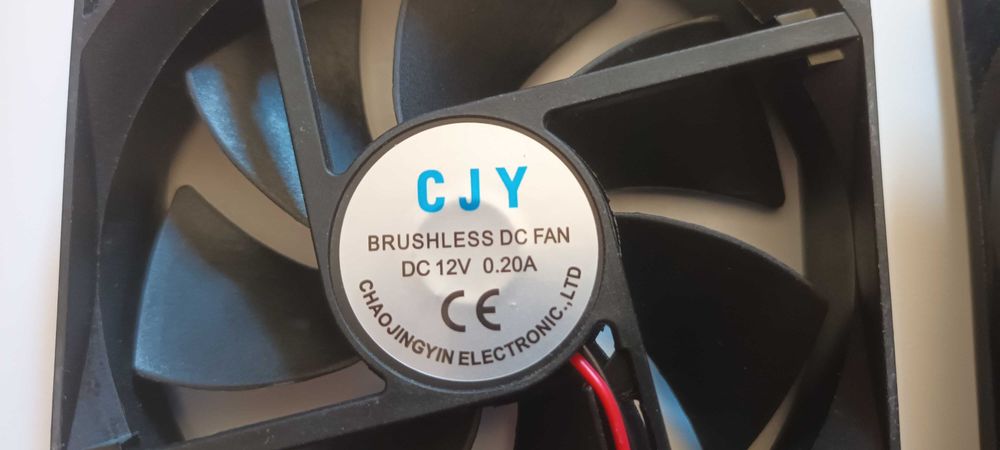 CJY
BRUSHLESS DC FAN
DC 12V 0.20A
CE
CHAOJINGYIN ELECTRONIC.,LTD